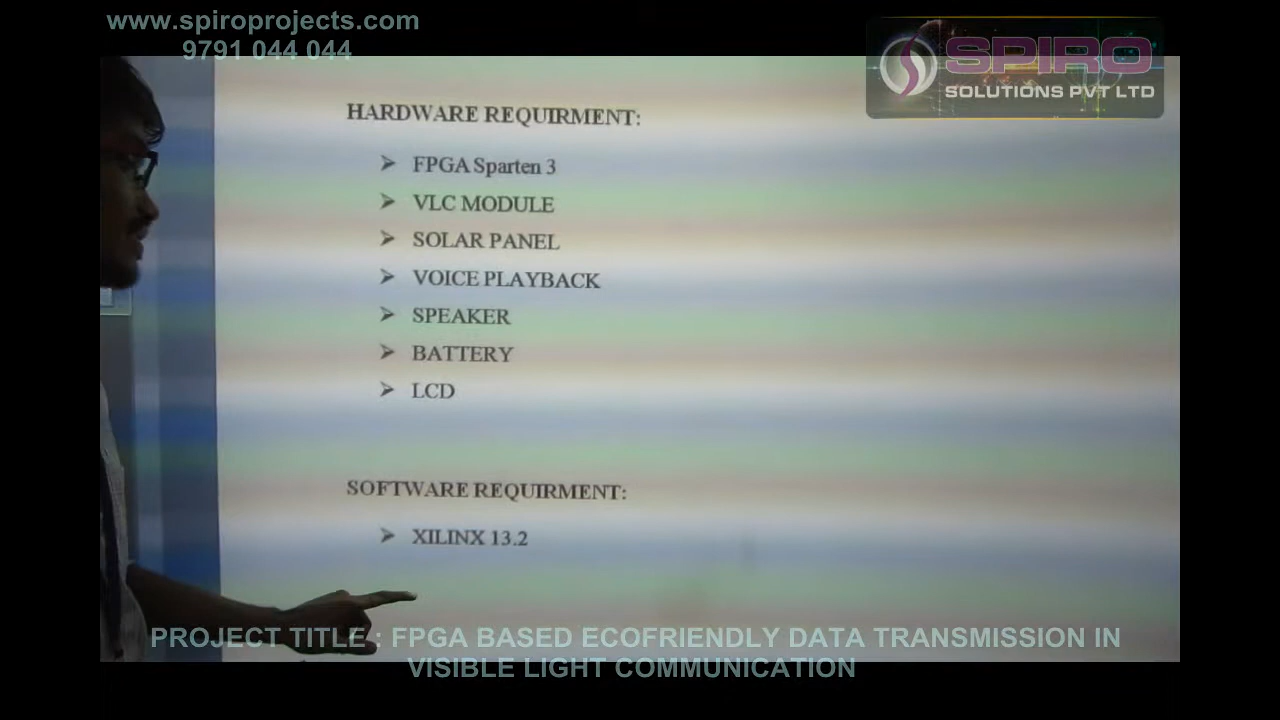 www.spiroprojects.com
9791 044 044
SPIRO
SOLUTIONS PVT LTD
HARDWARE REQUIRMENT:
➢ FPGA Sparten 3
➢ VLC MODULE
➢ SOLAR PANEL
➢ VOICE PLAYBACK
➢ SPEAKER
➢ BATTERY
➢ LCD
SOFTWARE REQUIRMENT:
➢ XILINX 13.2
PROJECT TITLE : FPGA BASED ECOFRIENDLY DATA TRANSMISSION IN
VISIBLE LIGHT COMMUNICATION